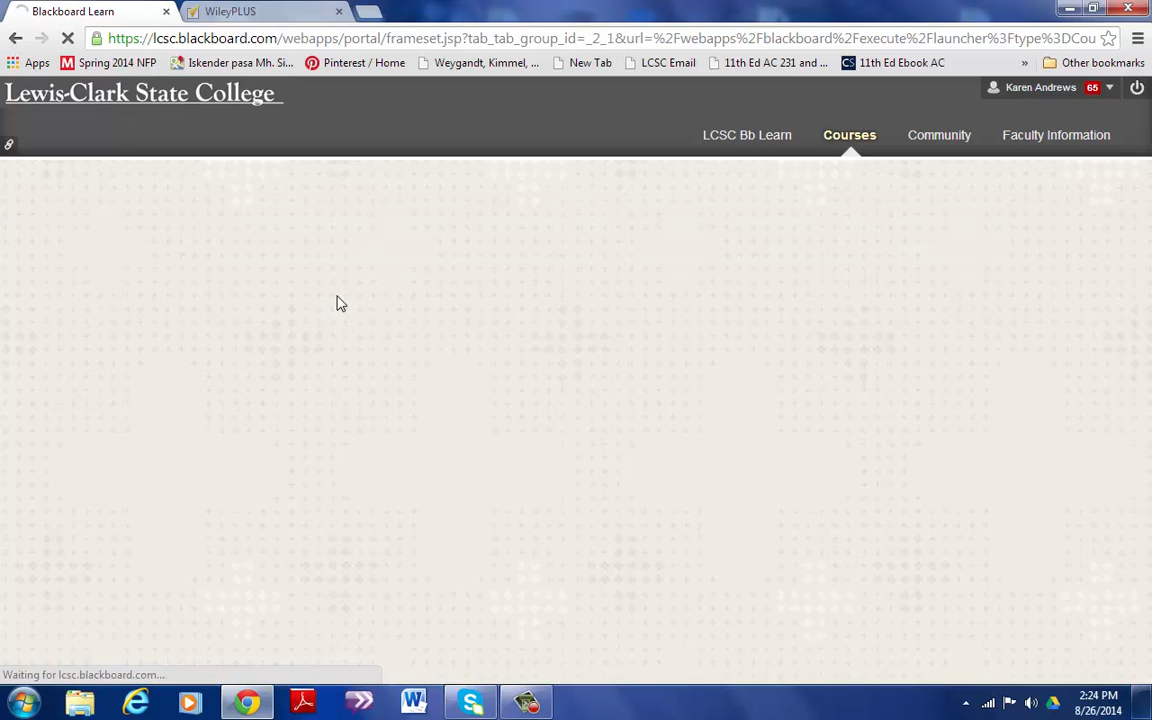 Blackboard Learn
WileyPLUS
https://lcsc.blackboard.com/webapps/portal/frameset.jsp?tab_tab_group_id=_2_1&url=%2Fwebapps%2Fblackboard%2Fexecute%2Flauncher%3Ftype%3DCou
Apps
Spring 2014 NFP
Iskender pasa Mh. Si...
Pinterest / Home
Weygandt, Kimmel, ...
New Tab
LCSC Email
11th Ed AC 231 and ...
CS 11th Ed Ebook AC
»
Other bookmarks
Lewis-Clark State College
Karen Andrews 65
LCSC Bb Learn
Courses
Community
Faculty Information
Waiting for lcsc.blackboard.com...
2:24 PM
8/26/2014